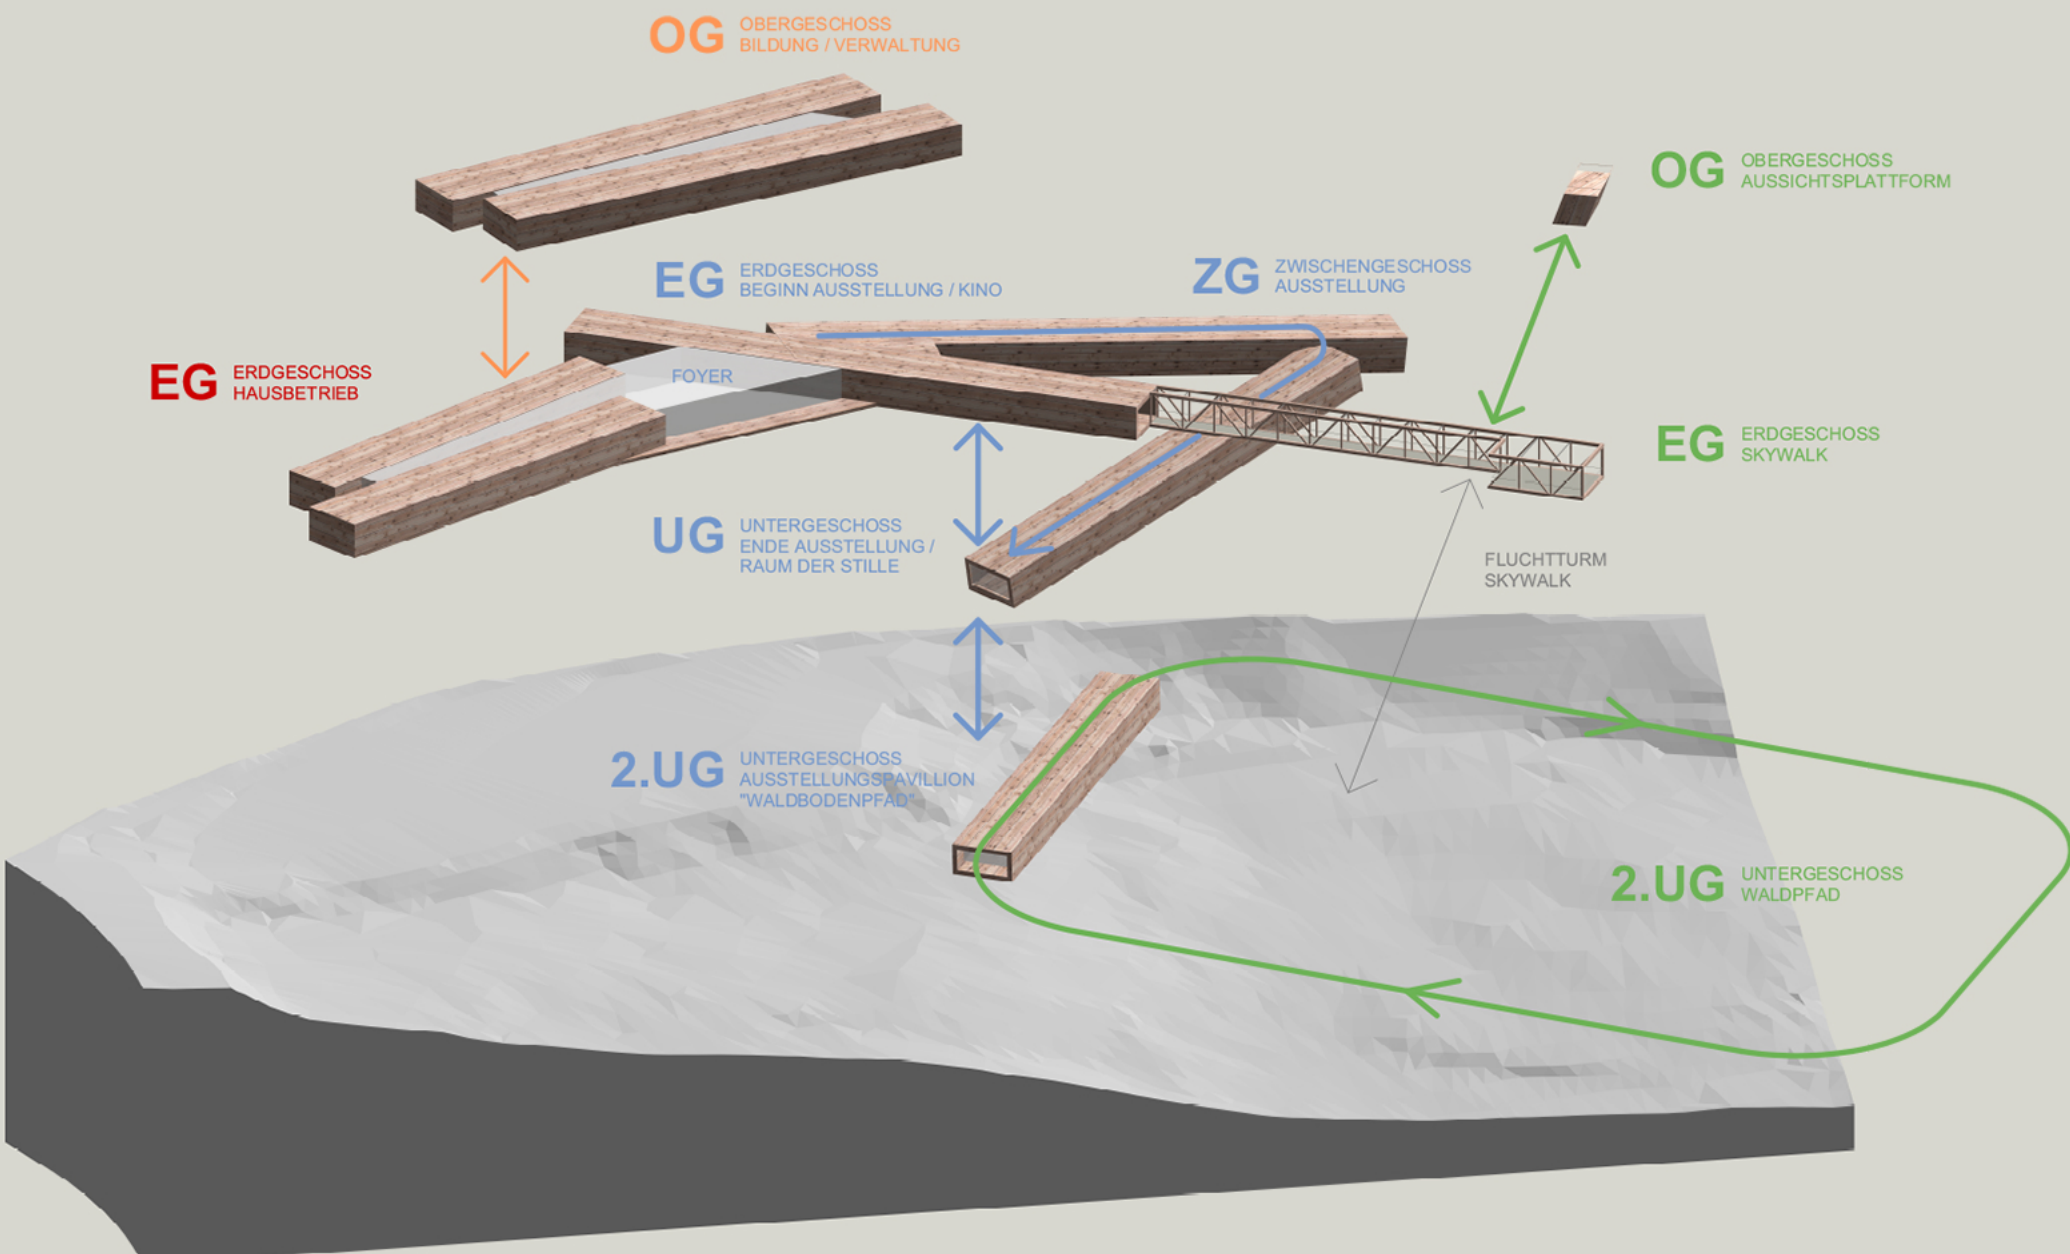 OG OBERGESCHOSS
BILDUNG / VERWALTUNG
OG OBERGESCHOSS
AUSSICHTSPLATTFORM
EG ERDGESCHOSS
BEGINN AUSSTELLUNG / KINO
ZG ZWISCHENGESCHOSS
AUSSTELLUNG
EG ERDGESCHOSS
HAUSBETRIEB
FOYER
EG ERDGESCHOSS
SKYWALK
UG UNTERGESCHOSS
ENDE AUSSTELLUNG /
RAUM DER STILLE
FLUCHTTURM
SKYWALK
2.UG UNTERGESCHOSS
AUSSTELLUNGSPAVILLION
"WALDBODENPFAD"
2.UG UNTERGESCHOSS
WALDPFAD